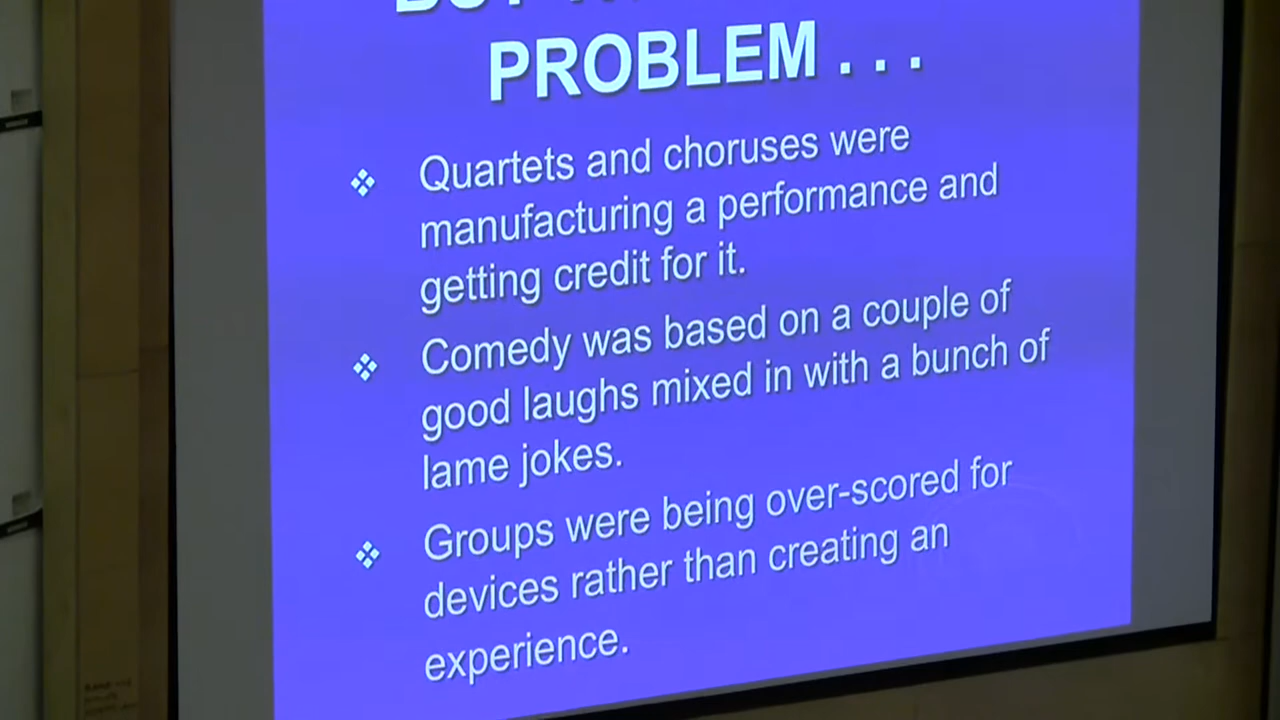 PROBLEM . . .
Quartets and choruses were
manufacturing a performance and
getting credit for it.
Comedy was based on a couple of
good laughs mixed in with a bunch of
lame jokes.
Groups were being over-scored for
devices rather than creating an
experience.